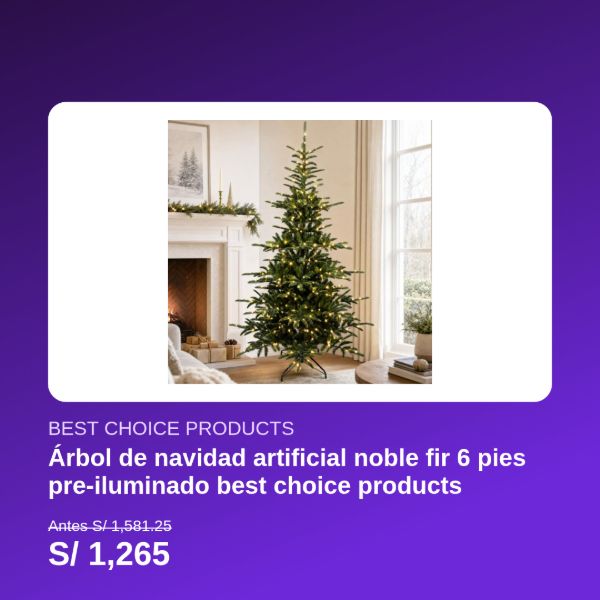 BEST CHOICE PRODUCTS
Árbol de navidad artificial noble fir 6 pies
pre-iluminado best choice products
Antes S/ 1,581.25
S/ 1,265